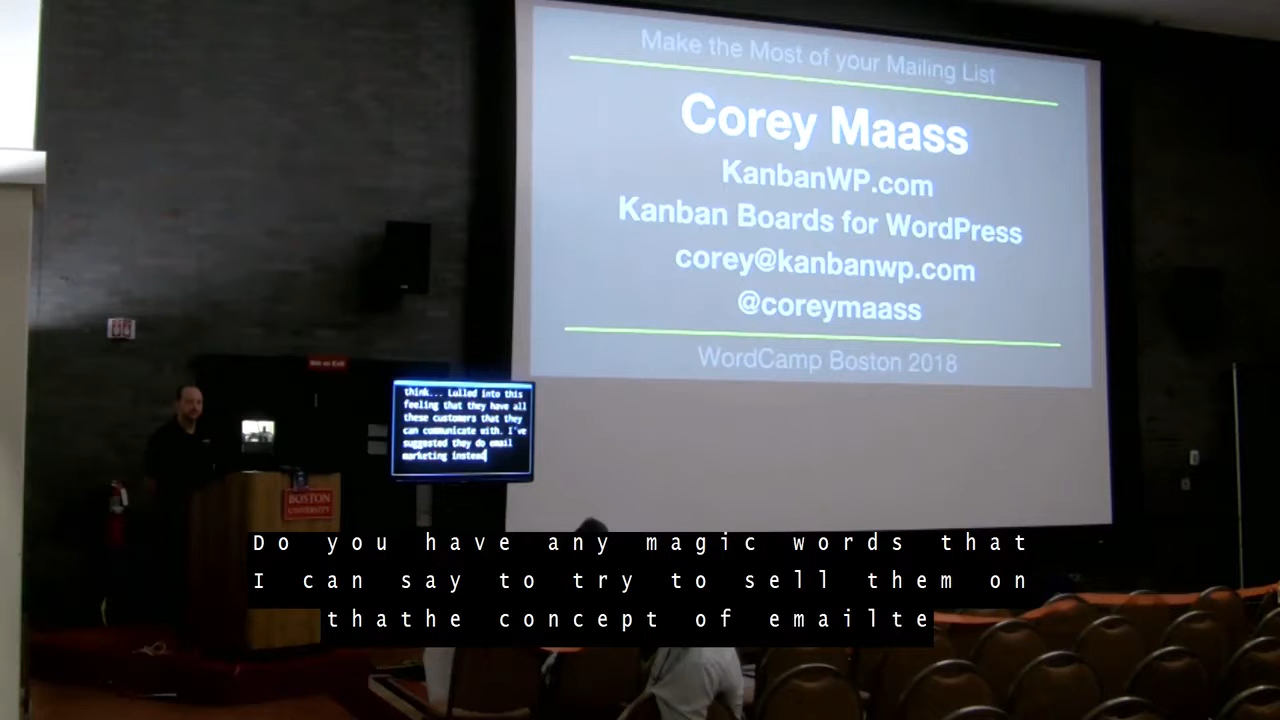 Make the Most of your Mailing List
Corey Maass
KanbanWP.com
Kanban Boards for WordPress
corey@kanbanwp.com
@coreymaass
WordCamp Boston 2018
think... Lulled into this
feeling that they have all
these customers that they
can communicate with. I've
suggested they do email
marketing instead
BOSTON
UNIVERSITY
Do you have any magic words that
I can say to try to sell them on
thathe concept of emailte